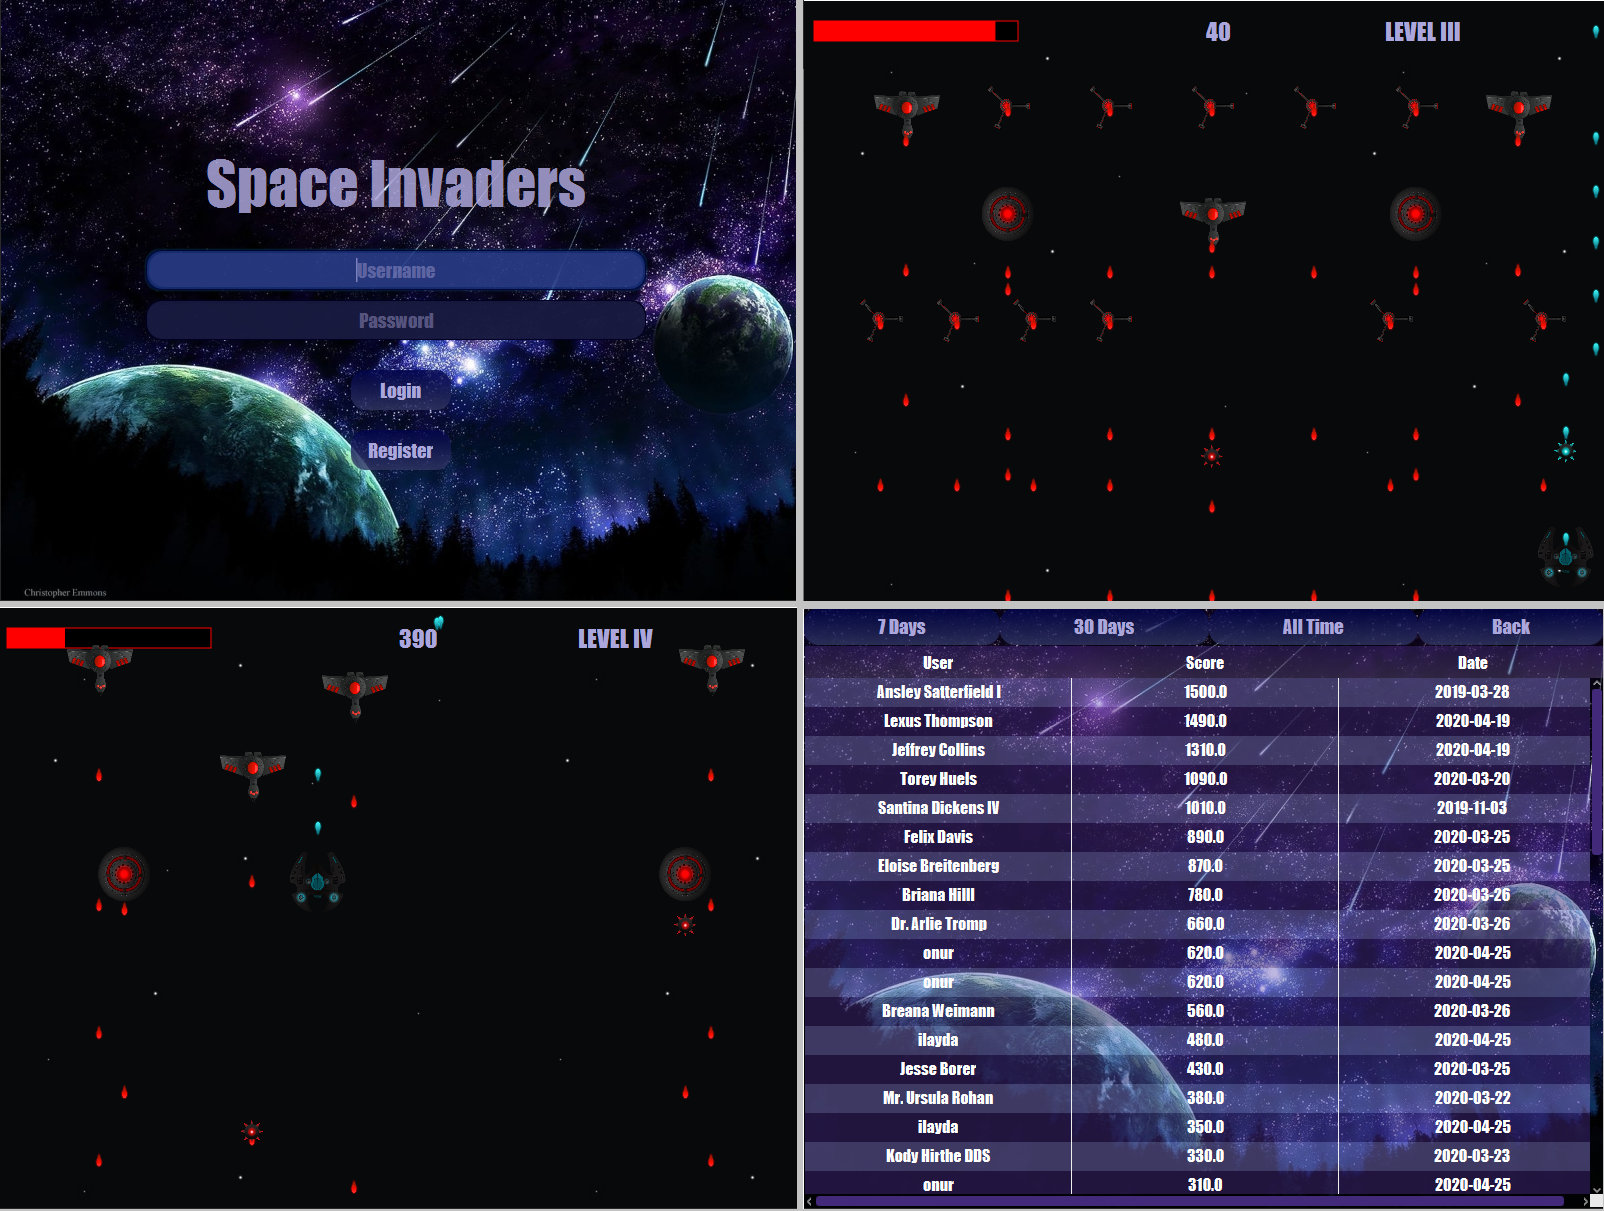 Space Invaders
Username
Password
Login
Register
Christopher Emmons
40 LEVEL III
390 LEVEL IV
7 Days 30 Days All Time Back
User Score Date
Ansley Satterfield I 1500.0 2019-03-28
Lexus Thompson 1490.0 2020-04-19
Jeffrey Collins 1310.0 2020-04-19
Torey Huels 1090.0 2020-03-20
Santina Dickens IV 1010.0 2019-11-03
Felix Davis 890.0 2020-03-25
Eloise Breitenberg 870.0 2020-03-25
Briana Hilll 780.0 2020-03-26
Dr. Arlie Tromp 660.0 2020-03-26
onur 620.0 2020-04-25
onur 620.0 2020-04-25
Breana Weimann 560.0 2020-03-26
ilayda 480.0 2020-04-25
Jesse Borer 430.0 2020-03-25
Mr. Ursula Rohan 380.0 2020-03-22
ilayda 350.0 2020-04-25
Kody Hirthe DDS 330.0 2020-03-23
onur 310.0 2020-04-25